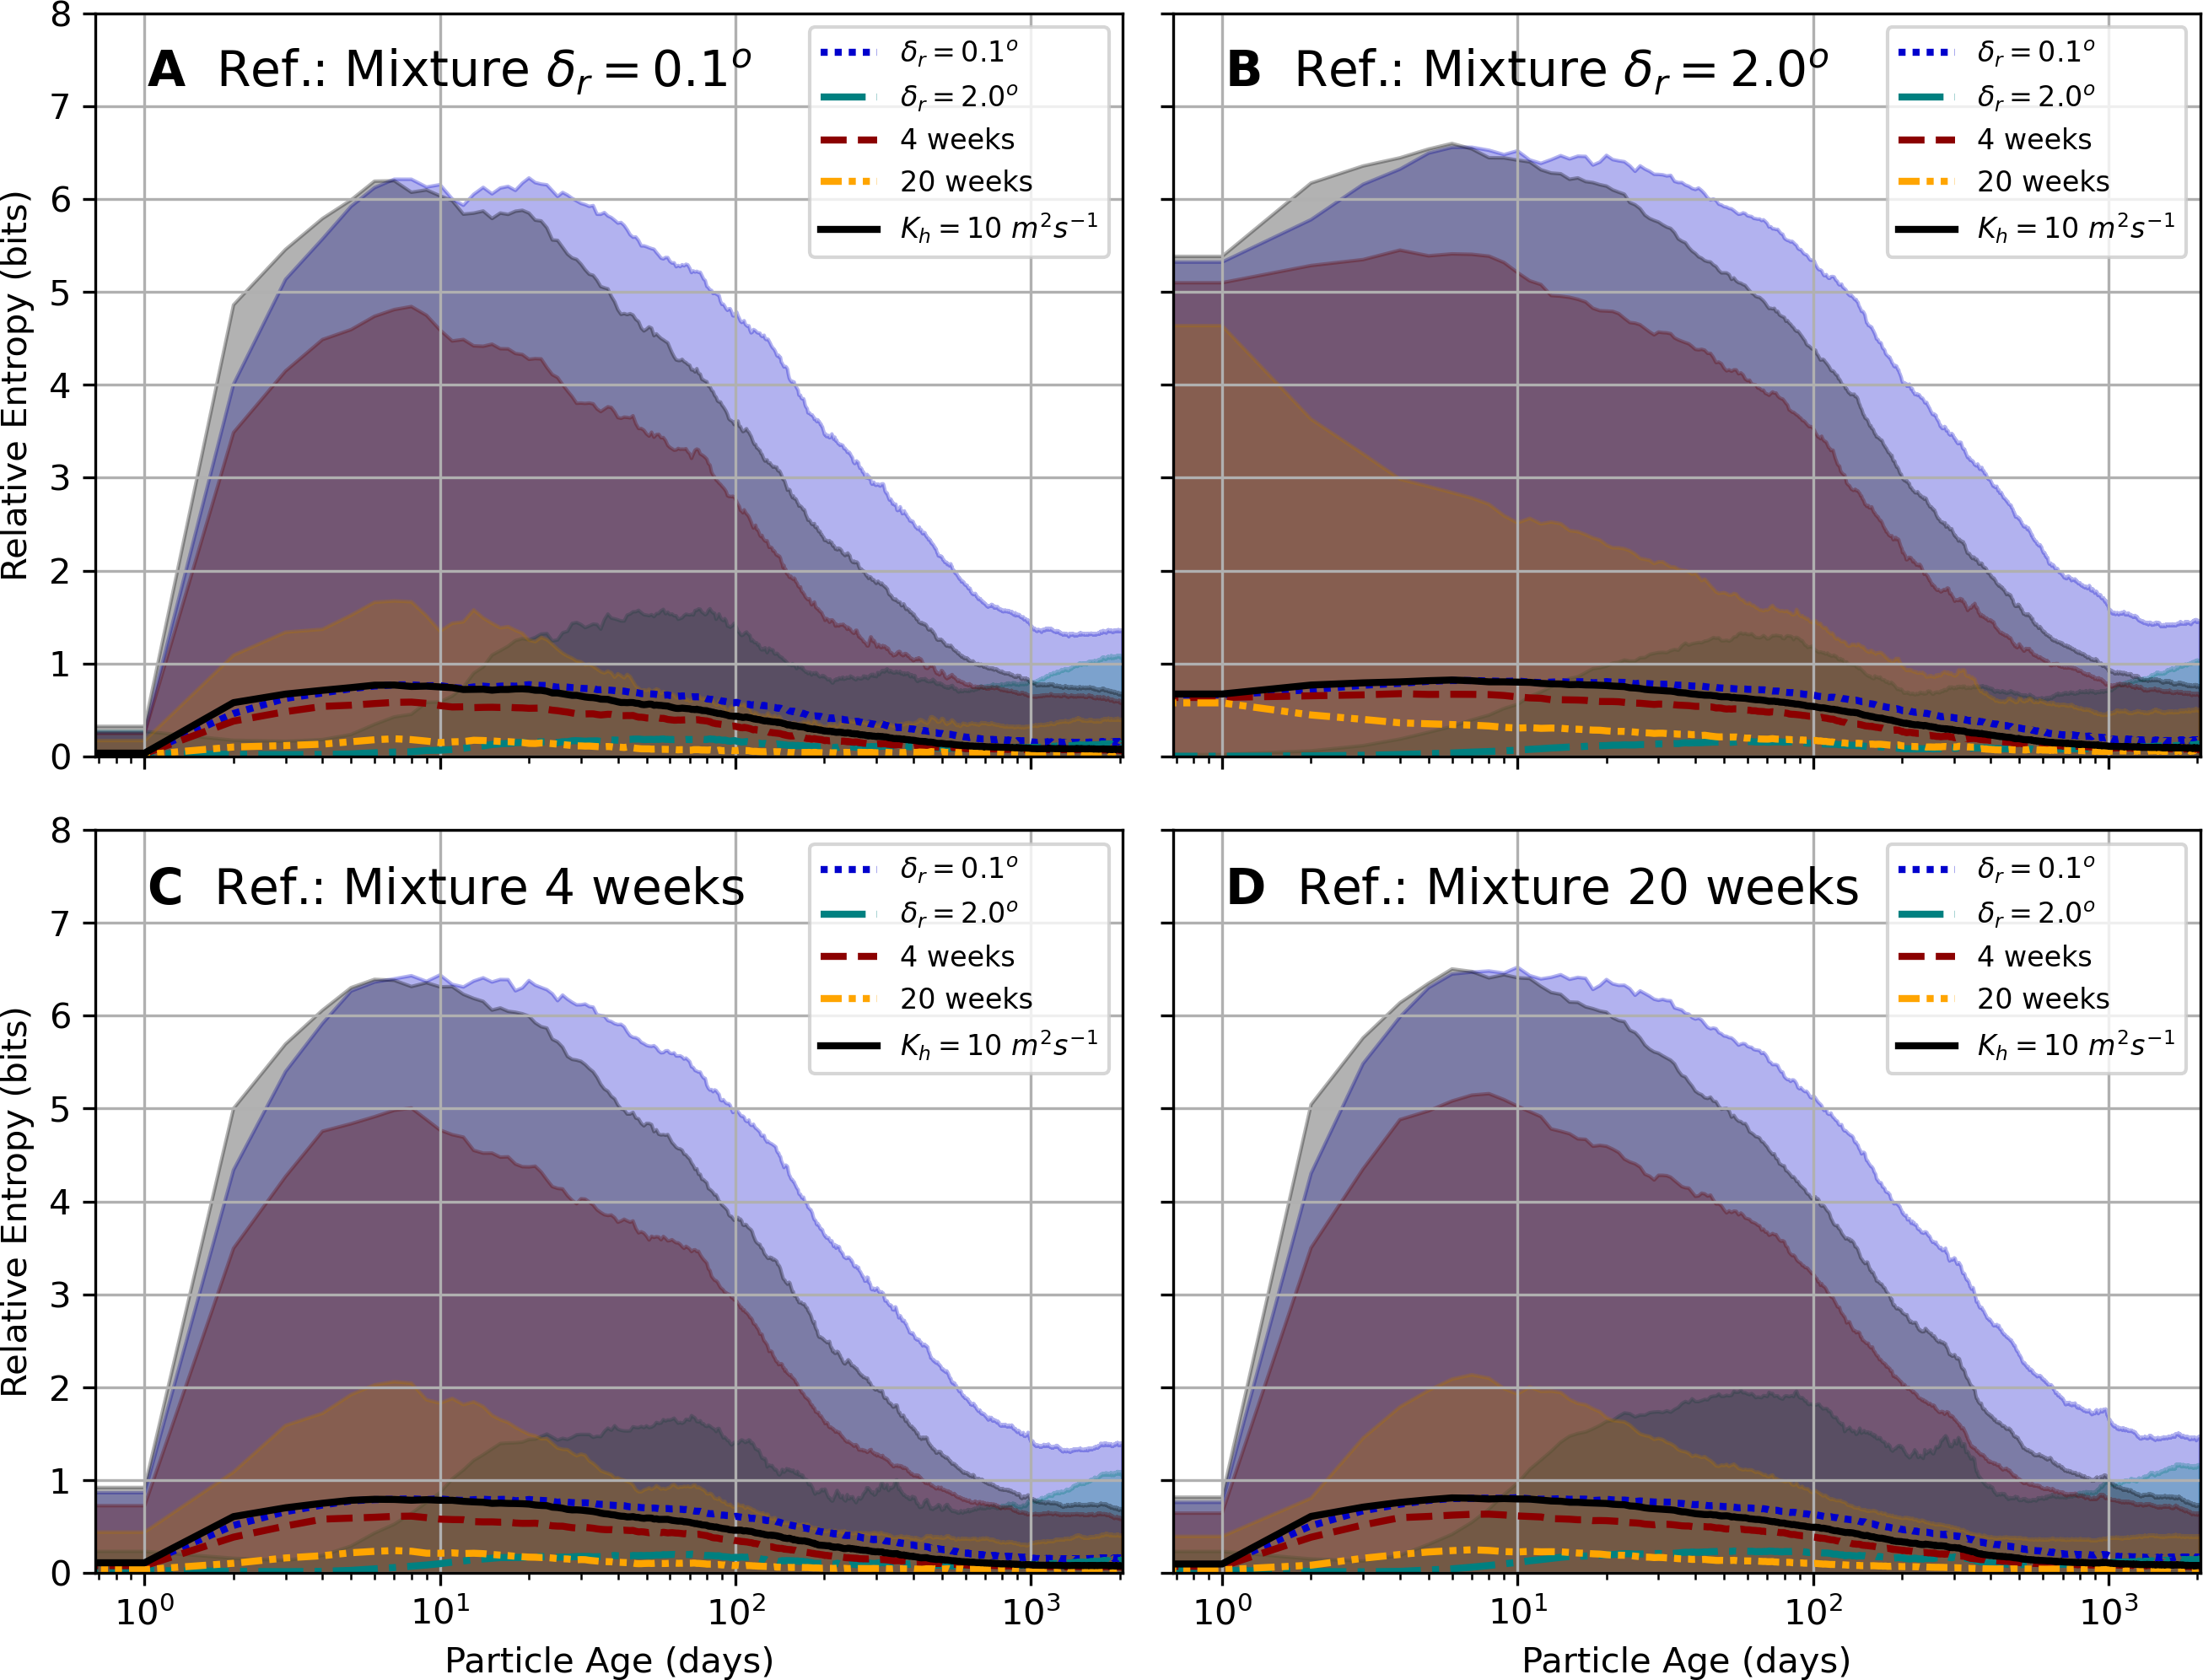 A Ref.: Mixture δr = 0.1°
δr = 0.1°
δr = 2.0°
4 weeks
20 weeks
Kh = 10 m²s⁻¹
Relative Entropy (bits)
8
7
6
5
4
3
2
1
0
B Ref.: Mixture δr = 2.0°
δr = 0.1°
δr = 2.0°
4 weeks
20 weeks
Kh = 10 m²s⁻¹
C Ref.: Mixture 4 weeks
δr = 0.1°
δr = 2.0°
4 weeks
20 weeks
Kh = 10 m²s⁻¹
Relative Entropy (bits)
8
7
6
5
4
3
2
1
0
10⁰ 10¹ 10² 10³
Particle Age (days)
D Ref.: Mixture 20 weeks
δr = 0.1°
δr = 2.0°
4 weeks
20 weeks
Kh = 10 m²s⁻¹
10⁰ 10¹ 10² 10³
Particle Age (days)